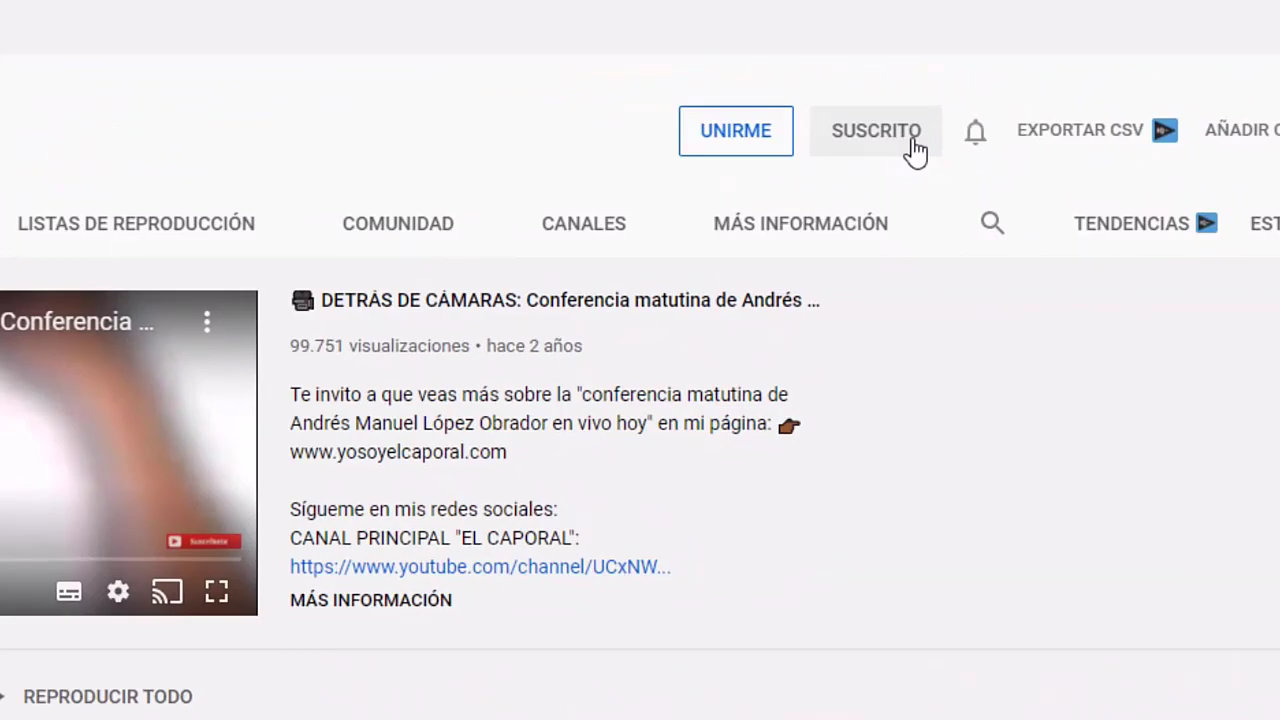 UNIRME
SUSCRITO
EXPORTAR CSV
AÑADIR
LISTAS DE REPRODUCCIÓN
COMUNIDAD
CANALES
MÁS INFORMACIÓN
TENDENCIAS
Conferencia ...
DETRÁS DE CÁMARAS: Conferencia matutina de Andrés ...
99.751 visualizaciones • hace 2 años
Te invito a que veas más sobre la "conferencia matutina de
Andrés Manuel López Obrador en vivo hoy" en mi página:
www.yosoyelcaporal.com
Sígueme en mis redes sociales:
CANAL PRINCIPAL "EL CAPORAL":
https://www.youtube.com/channel/UCxNW...
MÁS INFORMACIÓN
Suscríbete
REPRODUCIR TODO